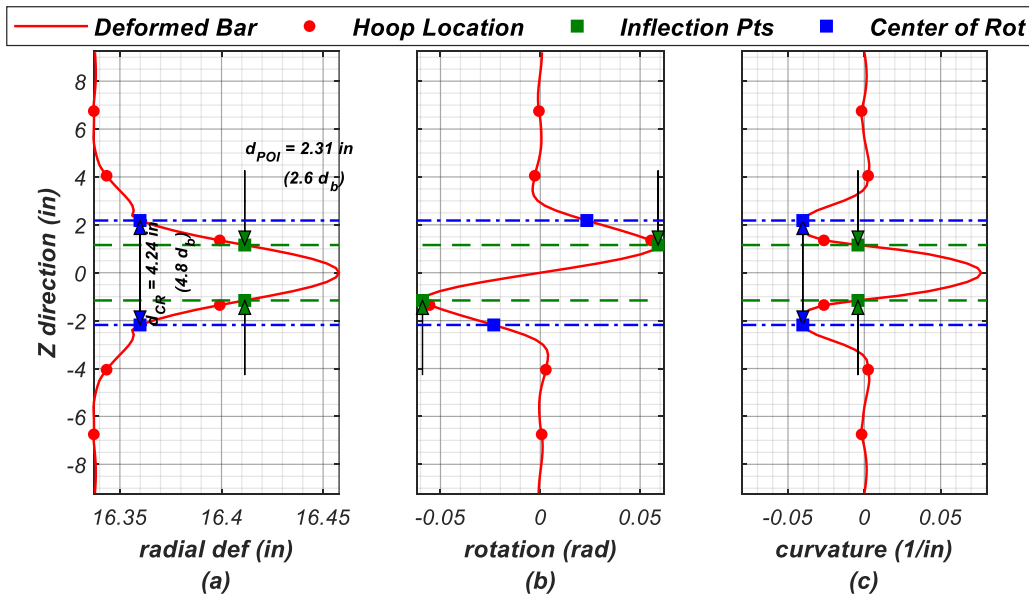 Deformed Bar Hoop Location Inflection Pts Center of Rot
Z direction (in)
8
6
4
2
0
-2
-4
-6
-8
d_POI = 2.31 in
(2.6 d_b)
d_CR = 4.24 in
(4.8 d_b)
16.35 16.4 16.45
radial def (in)
(a)
-0.05 0 0.05
rotation (rad)
(b)
-0.05 0 0.05
curvature (1/in)
(c)